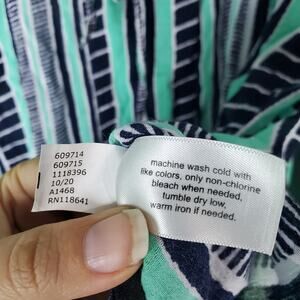 609714
609715
1118396
10/20
A1468
RN118641
machine wash cold with
like colors, only non-chlorine
bleach when needed,
tumble dry low,
warm iron if needed.